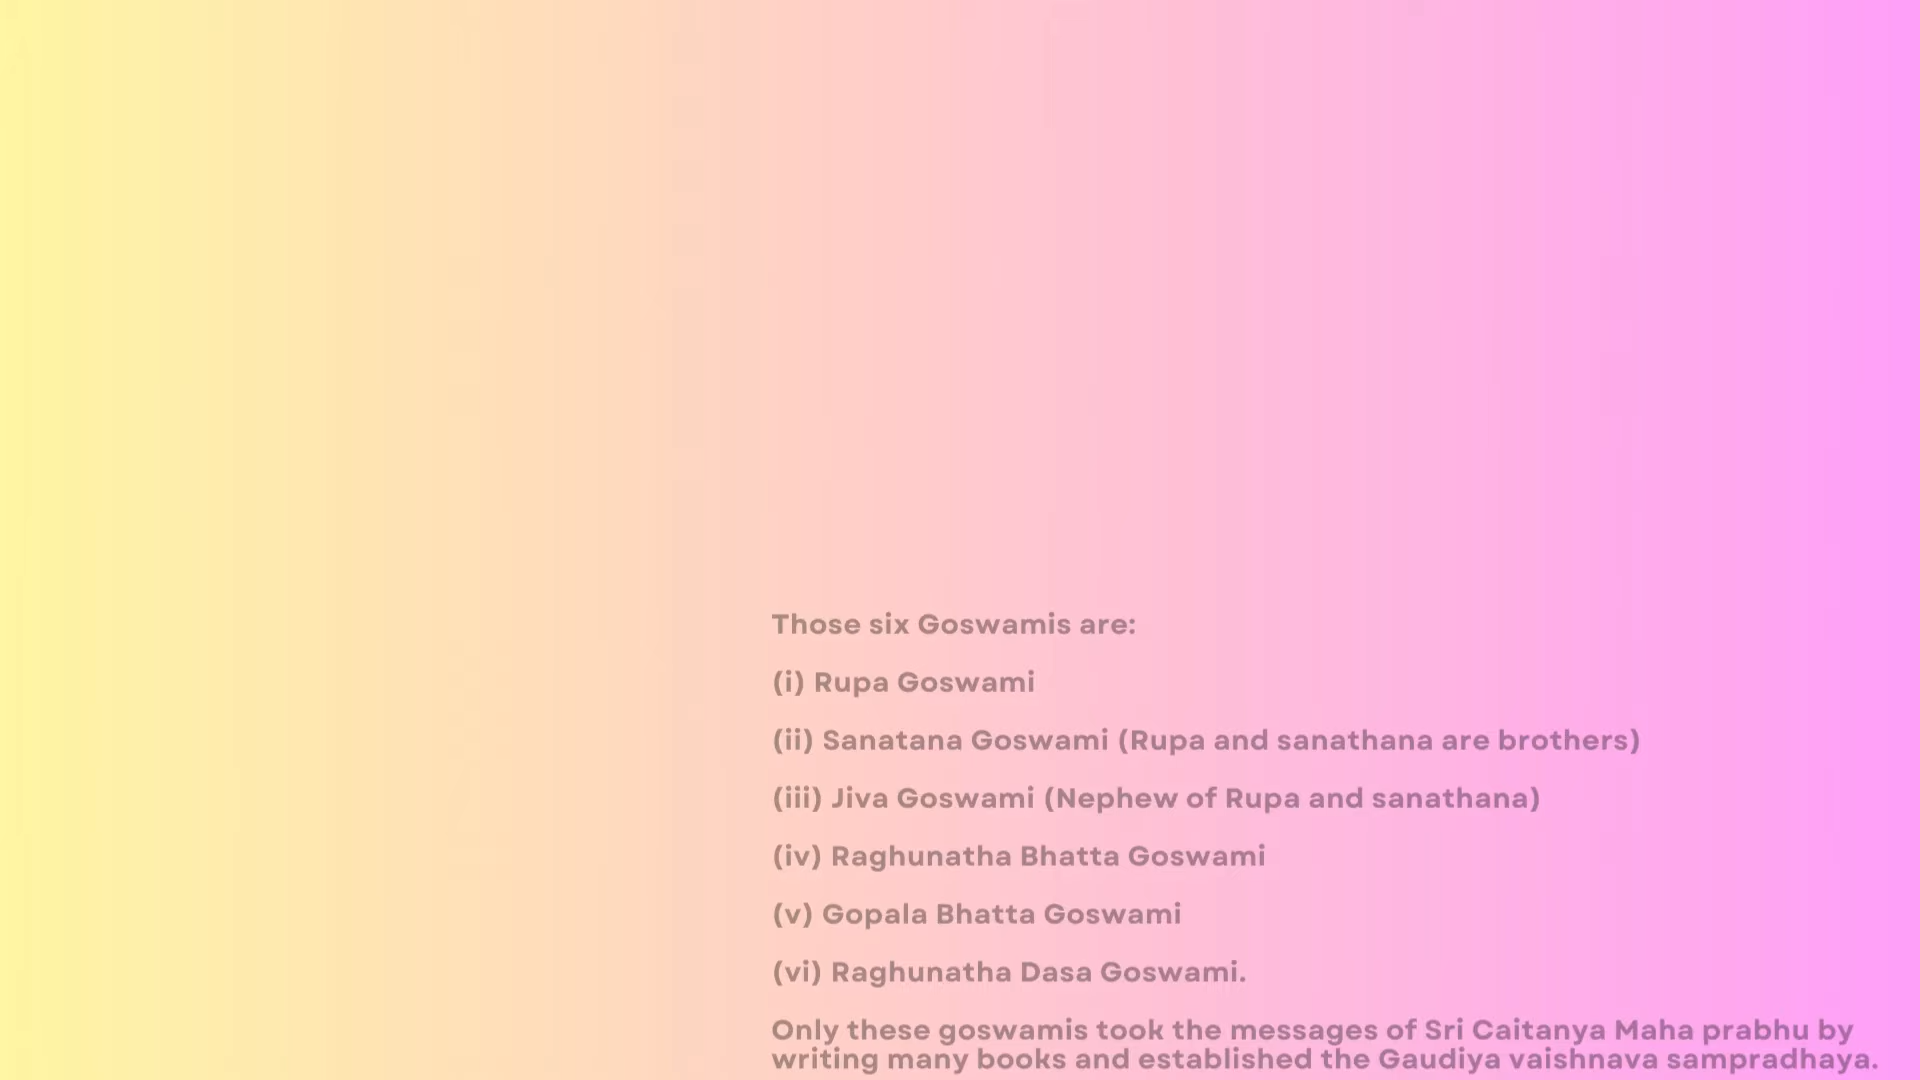 Those six Goswamis are:
(i) Rupa Goswami
(ii) Sanatana Goswami (Rupa and sanathana are brothers)
(iii) Jiva Goswami (Nephew of Rupa and sanathana)
(iv) Raghunatha Bhatta Goswami
(v) Gopala Bhatta Goswami
(vi) Raghunatha Dasa Goswami.
Only these goswamis took the messages of Sri Caitanya Maha prabhu by
writing many books and established the Gaudiya vaishnava sampradhaya.